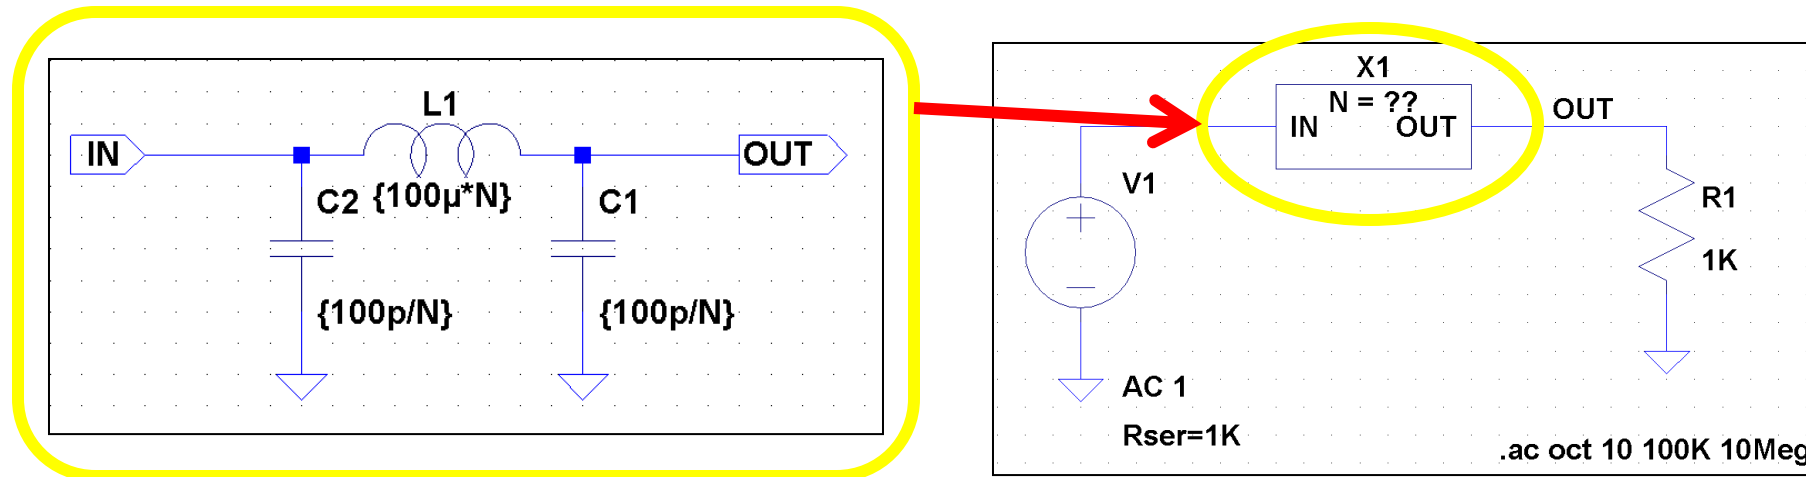 L1
IN
OUT
C2
{100µ*N}
C1
{100p/N}
{100p/N}
X1
N = ??
IN
OUT
OUT
V1
R1
1K
AC 1
Rser=1K
.ac oct 10 100K 10Meg